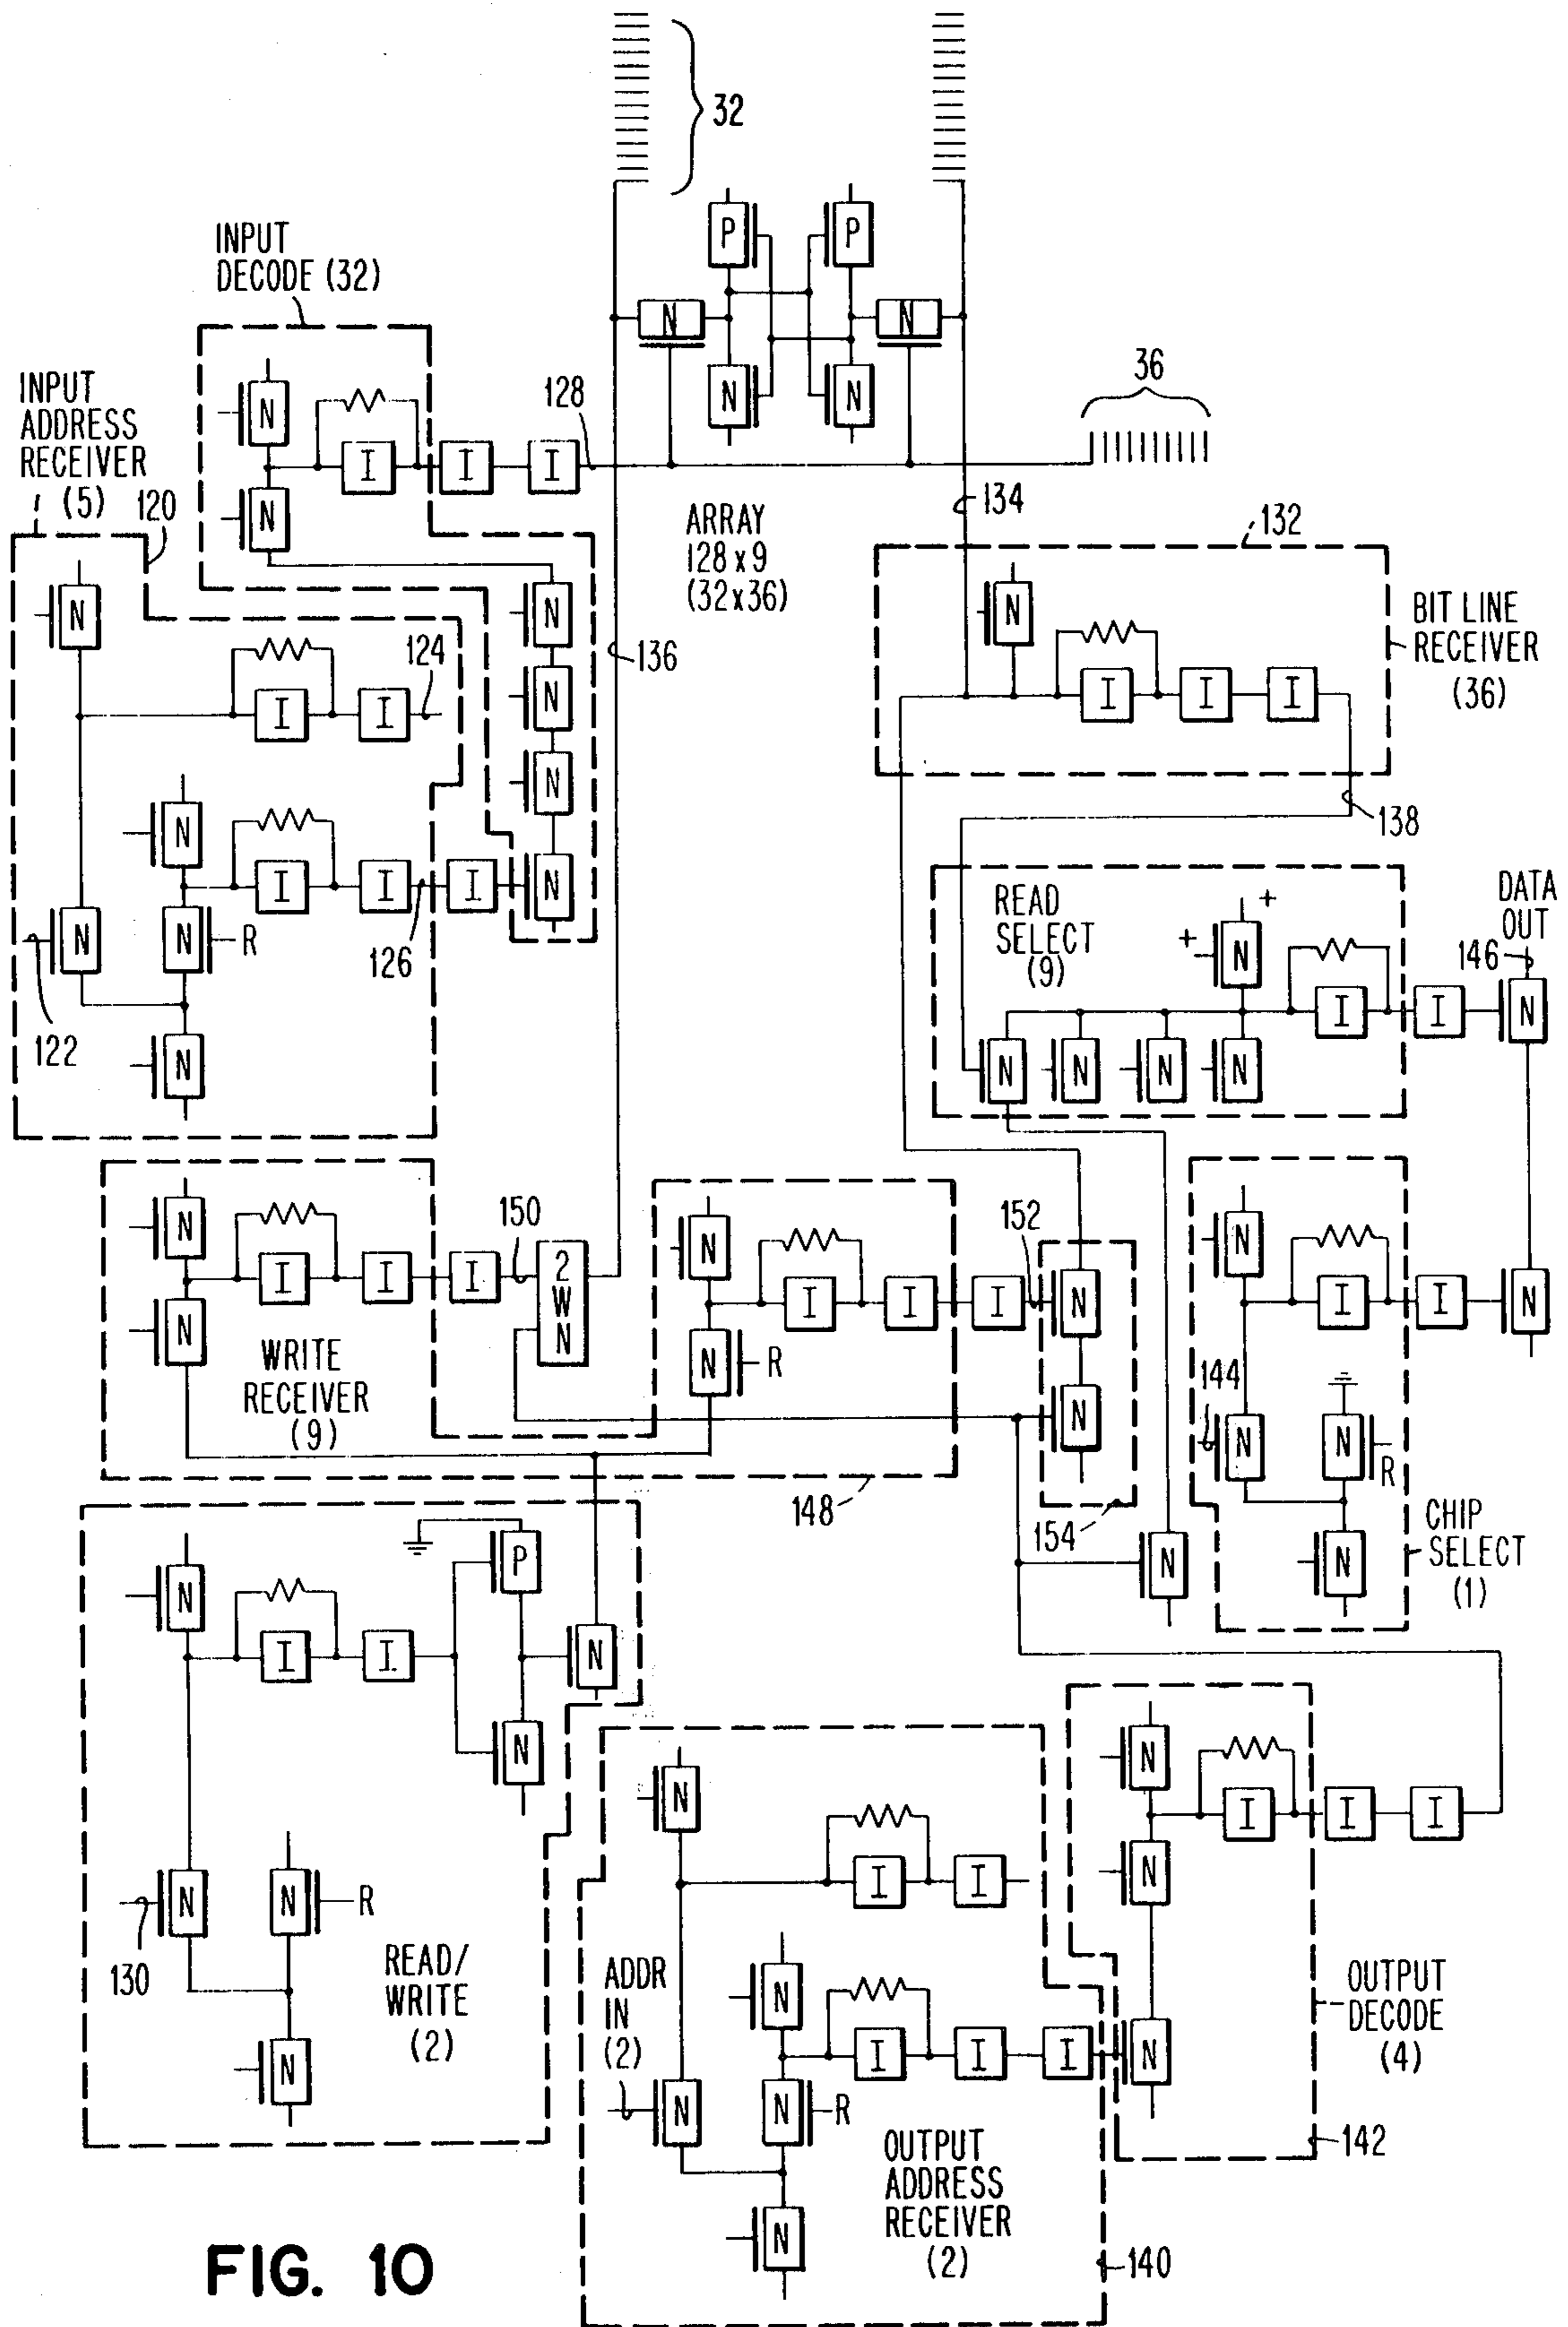 32
P
P
INPUT
DECODE (32)
N
N
36
INPUT
ADDRESS
RECEIVER
(5)
N
N
N
128
I
I
I
120
N
134
ARRAY
128 x 9
(32 x 36)
132
N
N
N
BIT LINE
RECEIVER
(36)
124
136
N
I
I
I
I
I
N
N
138
I
I
I
N
READ
SELECT
(9)
+
+
N
DATA
OUT
146
N
N
R
126
I
I
N
122
N
N
N
N
N
N
150
152
N
I
I
I
2
W
N
N
I
I
I
N
N
I
I
N
N
WRITE
RECEIVER
(9)
N
R
144
N
N
N
R
148
154
CHIP
SELECT
(1)
P
N
N
N
I
I
N
N
N
N
I
I
I
N
I
I
N
130
N
N
R
READ/
WRITE
(2)
ADDR
IN
(2)
N
OUTPUT
DECODE
(4)
I
I
I
N
N
N
N
R
142
OUTPUT
ADDRESS
RECEIVER
(2)
N
140
FIG. 10